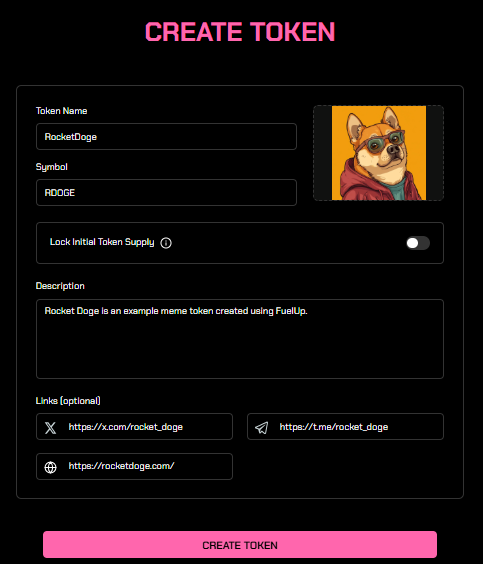 CREATE TOKEN
Token Name
RocketDoge
Symbol
RDOGE
Lock Initial Token Supply
Description
Rocket Doge is an example meme token created using FuelUp.
Links (optional)
https://x.com/rocket_doge
https://t.me/rocket_doge
https://rocketdoge.com/
CREATE TOKEN